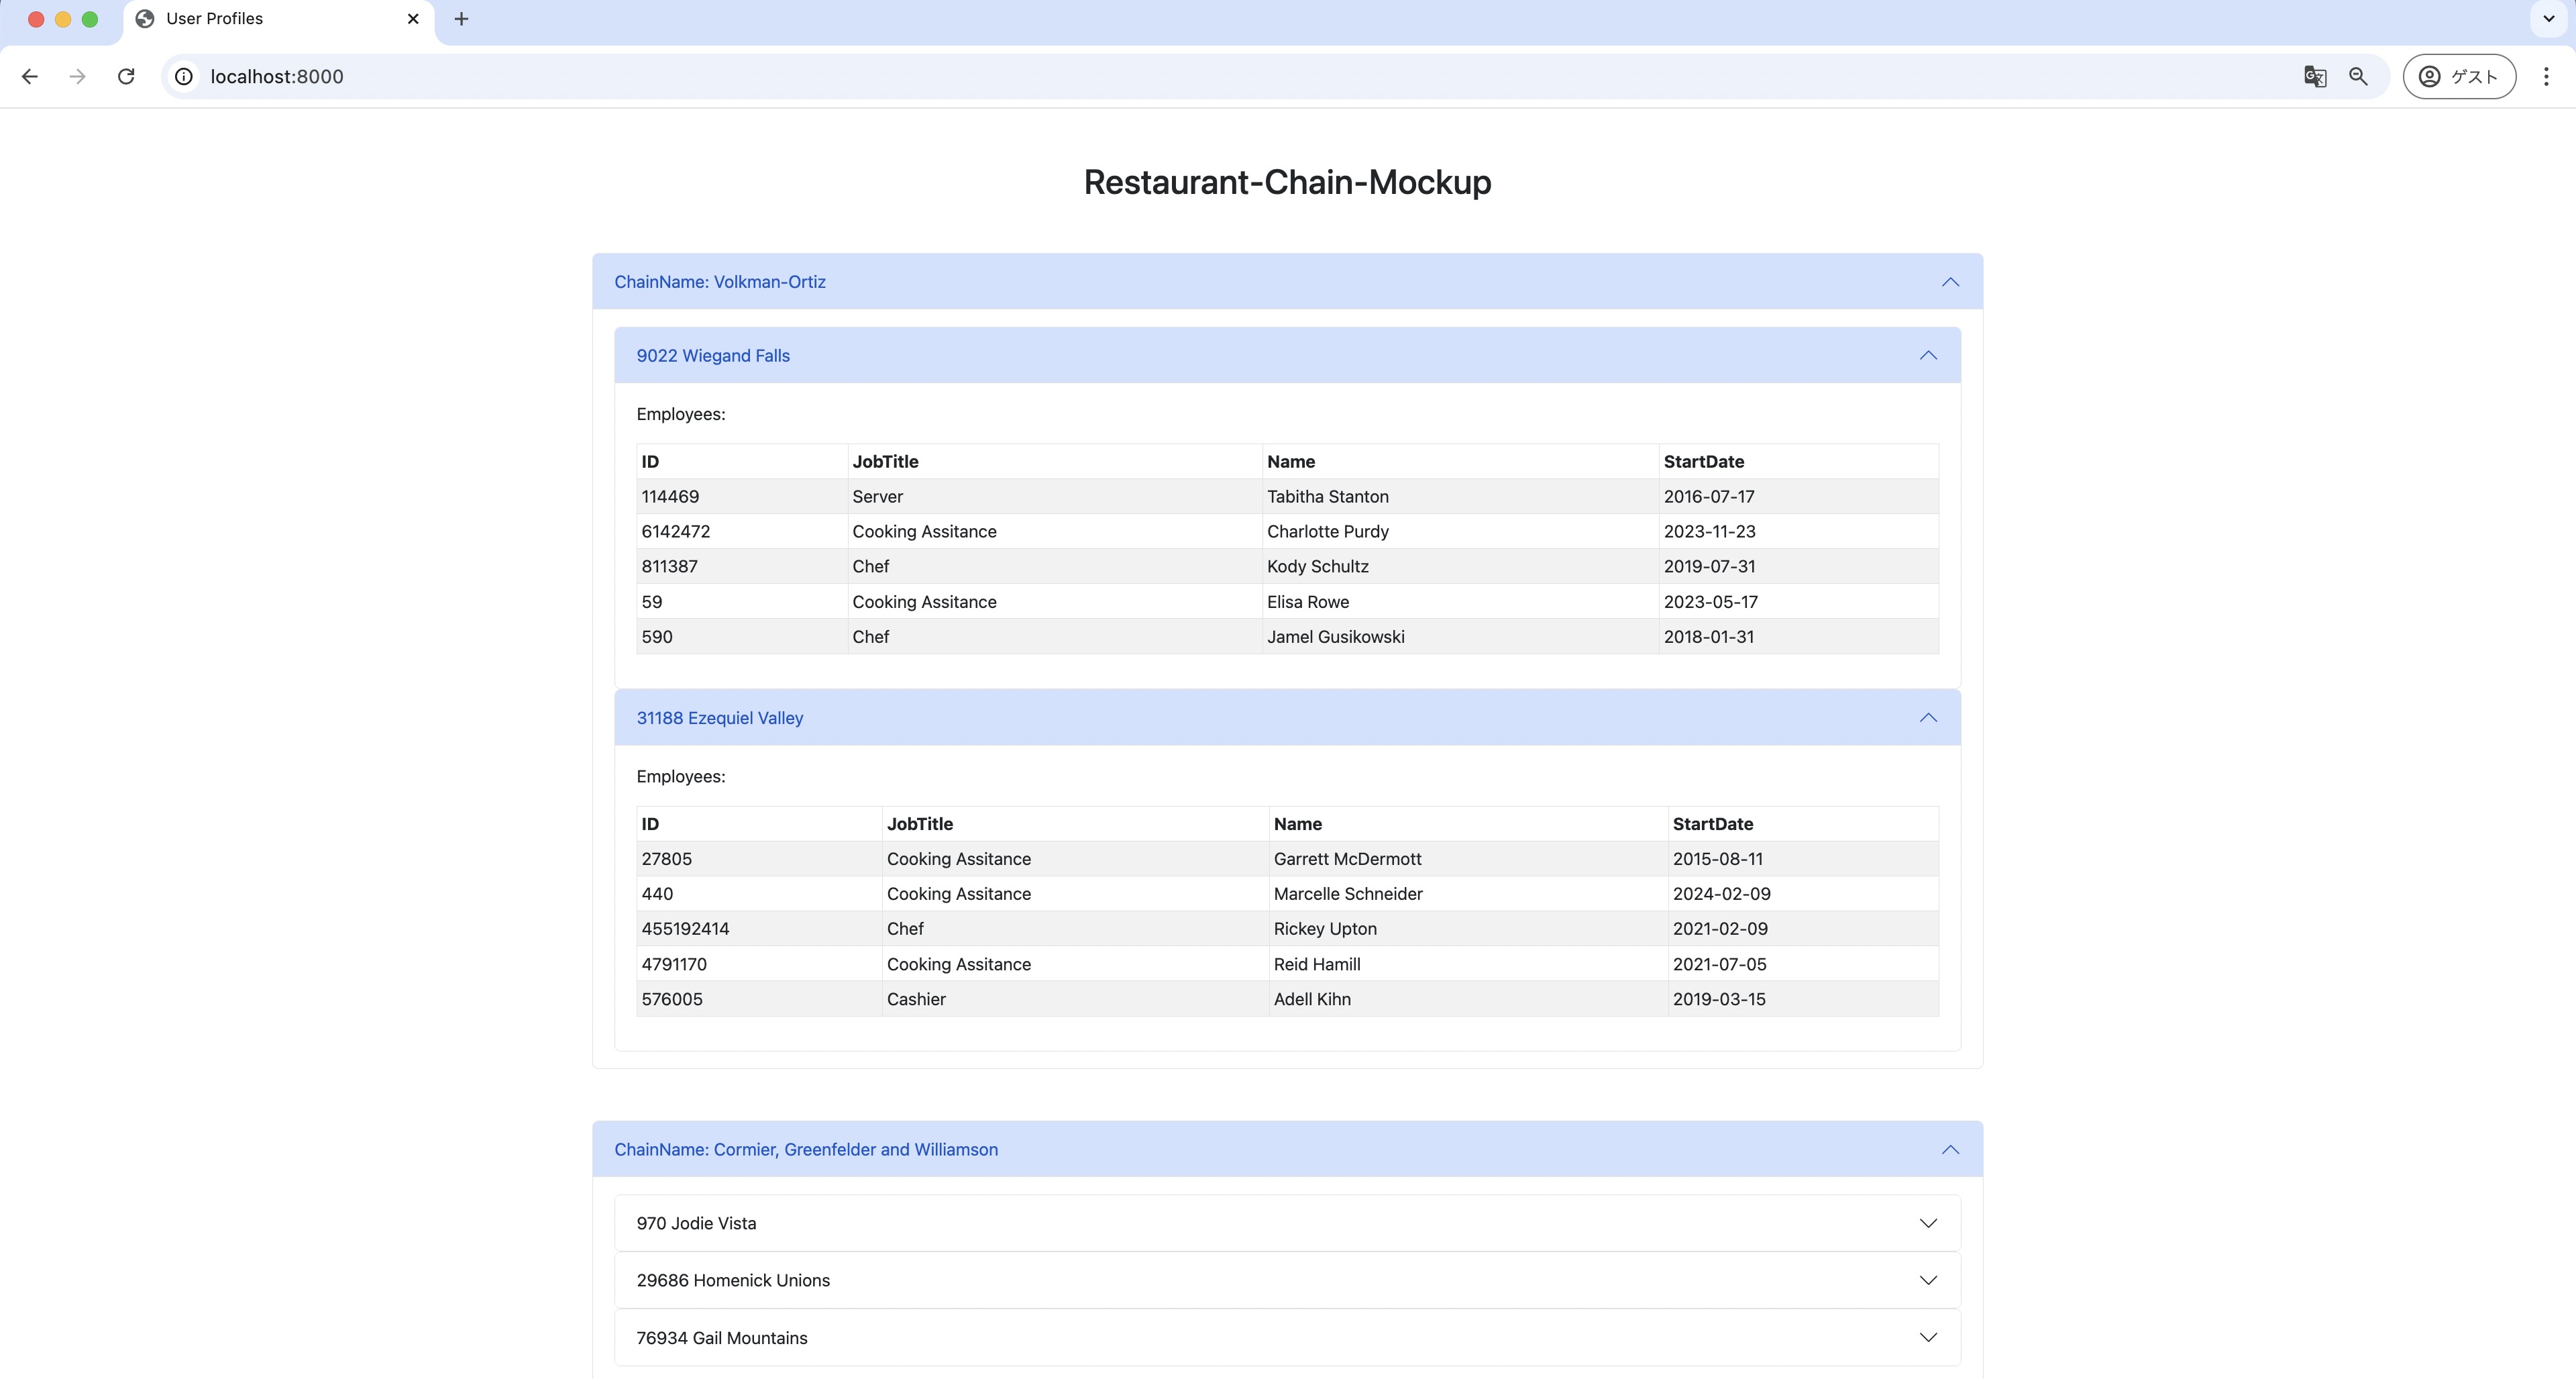 User Profiles
localhost:8000
ゲスト
Restaurant-Chain-Mockup
ChainName: Volkman-Ortiz
9022 Wiegand Falls
Employees:
ID JobTitle Name StartDate
114469 Server Tabitha Stanton 2016-07-17
6142472 Cooking Assitance Charlotte Purdy 2023-11-23
811387 Chef Kody Schultz 2019-07-31
59 Cooking Assitance Elisa Rowe 2023-05-17
590 Chef Jamel Gusikowski 2018-01-31
31188 Ezequiel Valley
Employees:
ID JobTitle Name StartDate
27805 Cooking Assitance Garrett McDermott 2015-08-11
440 Cooking Assitance Marcelle Schneider 2024-02-09
455192414 Chef Rickey Upton 2021-02-09
4791170 Cooking Assitance Reid Hamill 2021-07-05
576005 Cashier Adell Kihn 2019-03-15
ChainName: Cormier, Greenfelder and Williamson
970 Jodie Vista
29686 Homenick Unions
76934 Gail Mountains